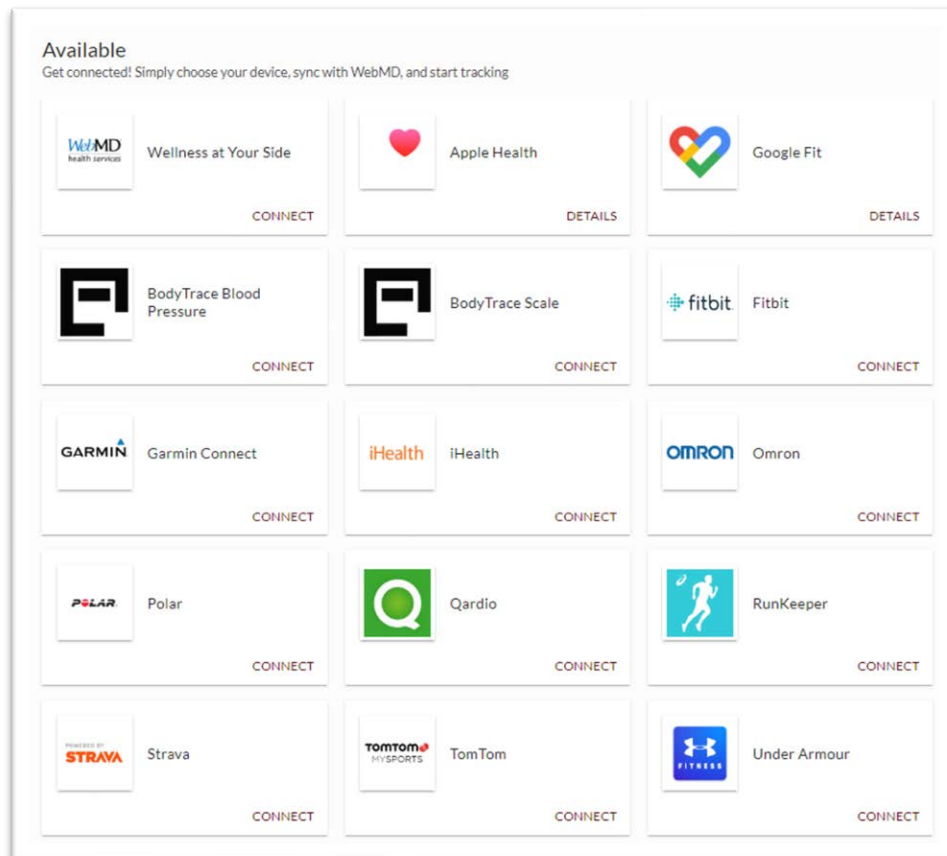 Available
Get connected! Simply choose your device, sync with WebMD, and start tracking
WebMD
health services
Wellness at Your Side
CONNECT
Apple Health
DETAILS
Google Fit
DETAILS
BodyTrace Blood
Pressure
CONNECT
BodyTrace Scale
CONNECT
fitbit
Fitbit
CONNECT
GARMIN
Garmin Connect
CONNECT
iHealth
iHealth
CONNECT
OMRON
Omron
CONNECT
POLAR
Polar
CONNECT
Qardio
CONNECT
RunKeeper
CONNECT
POWERED BY
STRAVA
Strava
CONNECT
TOMTOM
MYSPORTS
TomTom
CONNECT
FITNESS
Under Armour
CONNECT